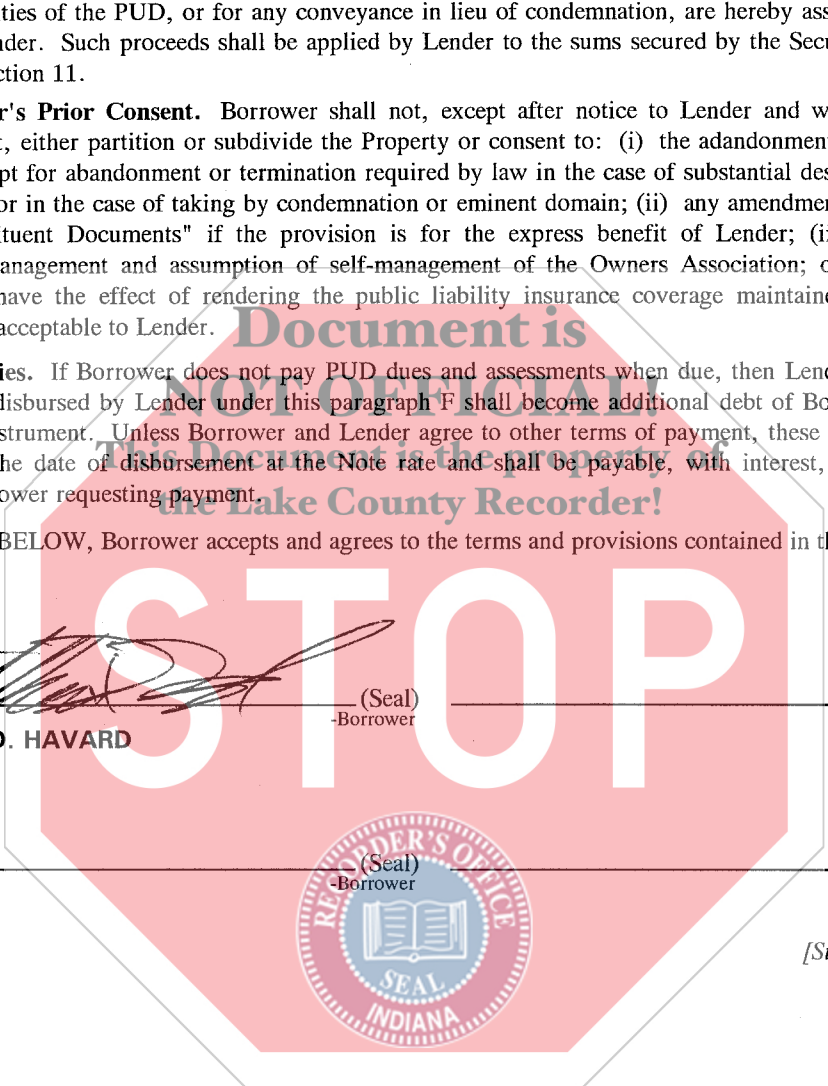 ties of the PUD, or for any conveyance in lieu of condemnation, are hereby ass
der. Such proceeds shall be applied by Lender to the sums secured by the Secu
ction 11.
r's Prior Consent. Borrower shall not, except after notice to Lender and w
, either partition or subdivide the Property or consent to: (i) the adandonment
pt for abandonment or termination required by law in the case of substantial des
or in the case of taking by condemnation or eminent domain; (ii) any amendmen
ituent Documents" if the provision is for the express benefit of Lender; (ii
anagement and assumption of self-management of the Owners Association; o
have the effect of rendering the public liability insurance coverage maintaine
acceptable to Lender.
Document is
NOT OFFICIAL!
This Document is the property of
the Lake County Recorder!
ies. If Borrower does not pay PUD dues and assessments when due, then Lend
disbursed by Lender under this paragraph F shall become additional debt of Bo
strument. Unless Borrower and Lender agree to other terms of payment, these
he date of disbursement at the Note rate and shall be payable, with interest,
ower requesting payment.
BELOW, Borrower accepts and agrees to the terms and provisions contained in th
STOP
(Seal)
-Borrower
D. HAVARD
(Seal)
-Borrower
RECORDER'S OFFICE
SEAL
INDIANA
[Si